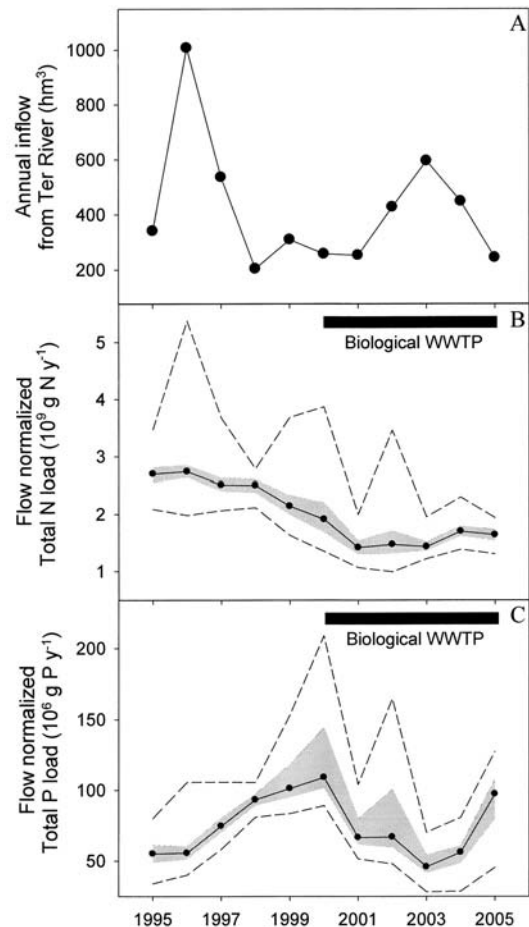 A
Annual inflow
from Ter River (hm³)
1000
800
600
400
200
B
Biological WWTP
Flow normalized
Total N load (10⁹ g N y⁻¹)
5
4
3
2
1
C
Biological WWTP
Flow normalized
Total P load (10⁶ g P y⁻¹)
200
150
100
50
1995 1997 1999 2001 2003 2005